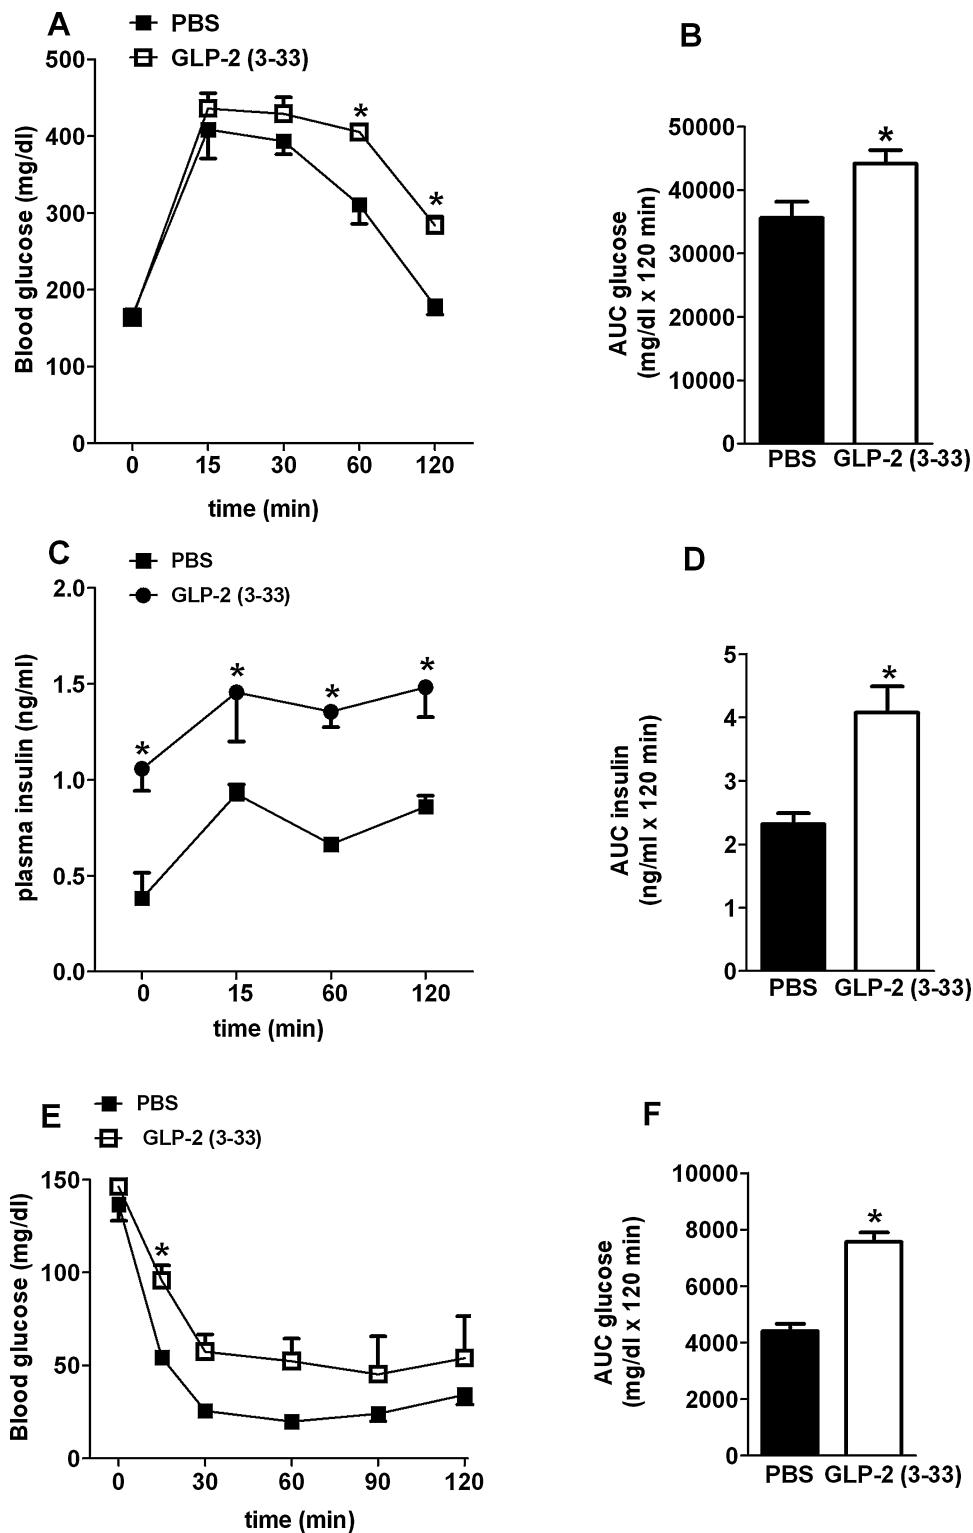 A
PBS
GLP-2 (3-33)
500
400
300
200
100
0
Blood glucose (mg/dl)
*
*
0 15 30 60 120
time (min)
B
50000
40000
30000
20000
10000
0
AUC glucose
(mg/dl x 120 min)
*
PBS GLP-2 (3-33)
C
PBS
GLP-2 (3-33)
2.0
1.5
1.0
0.5
0.0
plasma insulin (ng/ml)
* * * *
0 15 60 120
time (min)
D
5
4
3
2
1
0
AUC insulin
(ng/ml x 120 min)
*
PBS GLP-2 (3-33)
E
PBS
GLP-2 (3-33)
150
100
50
0
Blood glucose (mg/dl)
*
0 30 60 90 120
time (min)
F
10000
8000
6000
4000
2000
0
AUC glucose
(mg/dl x 120 min)
*
PBS GLP-2 (3-33)